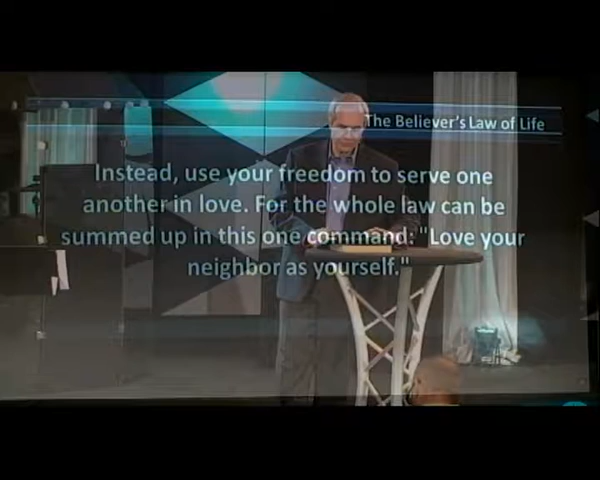 The Believer's Law of Life
Instead, use your freedom to serve one
another in love. For the whole law can be
summed up in this one command: "Love your
neighbor as yourself."